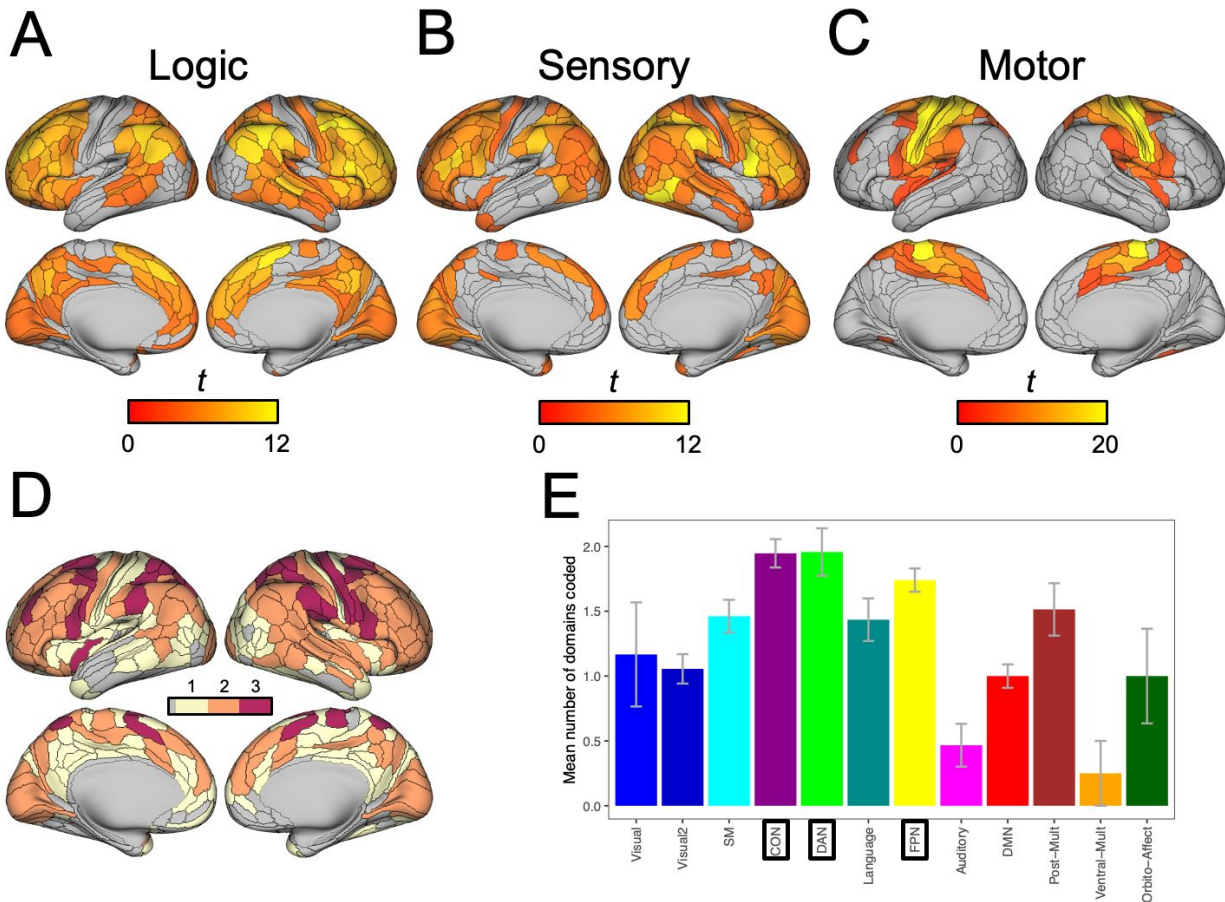 A
Logic
t
0 12
B
Sensory
t
0 12
C
Motor
t
0 20
D
1 2 3
E
Mean number of domains coded
2.0
1.5
1.0
0.5
0.0
Visual
Visual2
SM
CON
DAN
Language
FPN
Auditory
DMN
Post-Mult
Ventral-Mult
Orbito-Affect